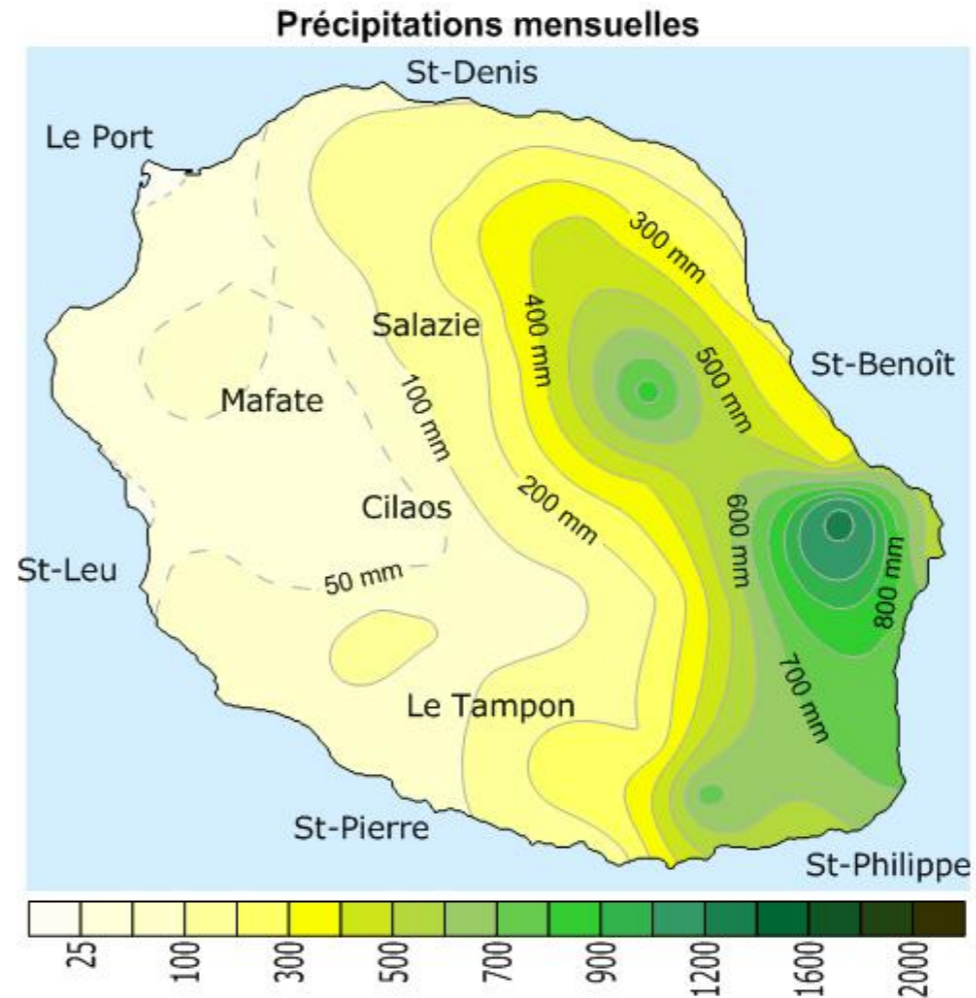 Précipitations mensuelles
St-Denis
Le Port
300 mm
Salazie
400 mm
500 mm
St-Benoît
Mafate
100 mm
200 mm
Cilaos
600 mm
St-Leu
50 mm
800 mm
700 mm
Le Tampon
St-Pierre
St-Philippe
25 100 300 500 700 900 1200 1600 2000